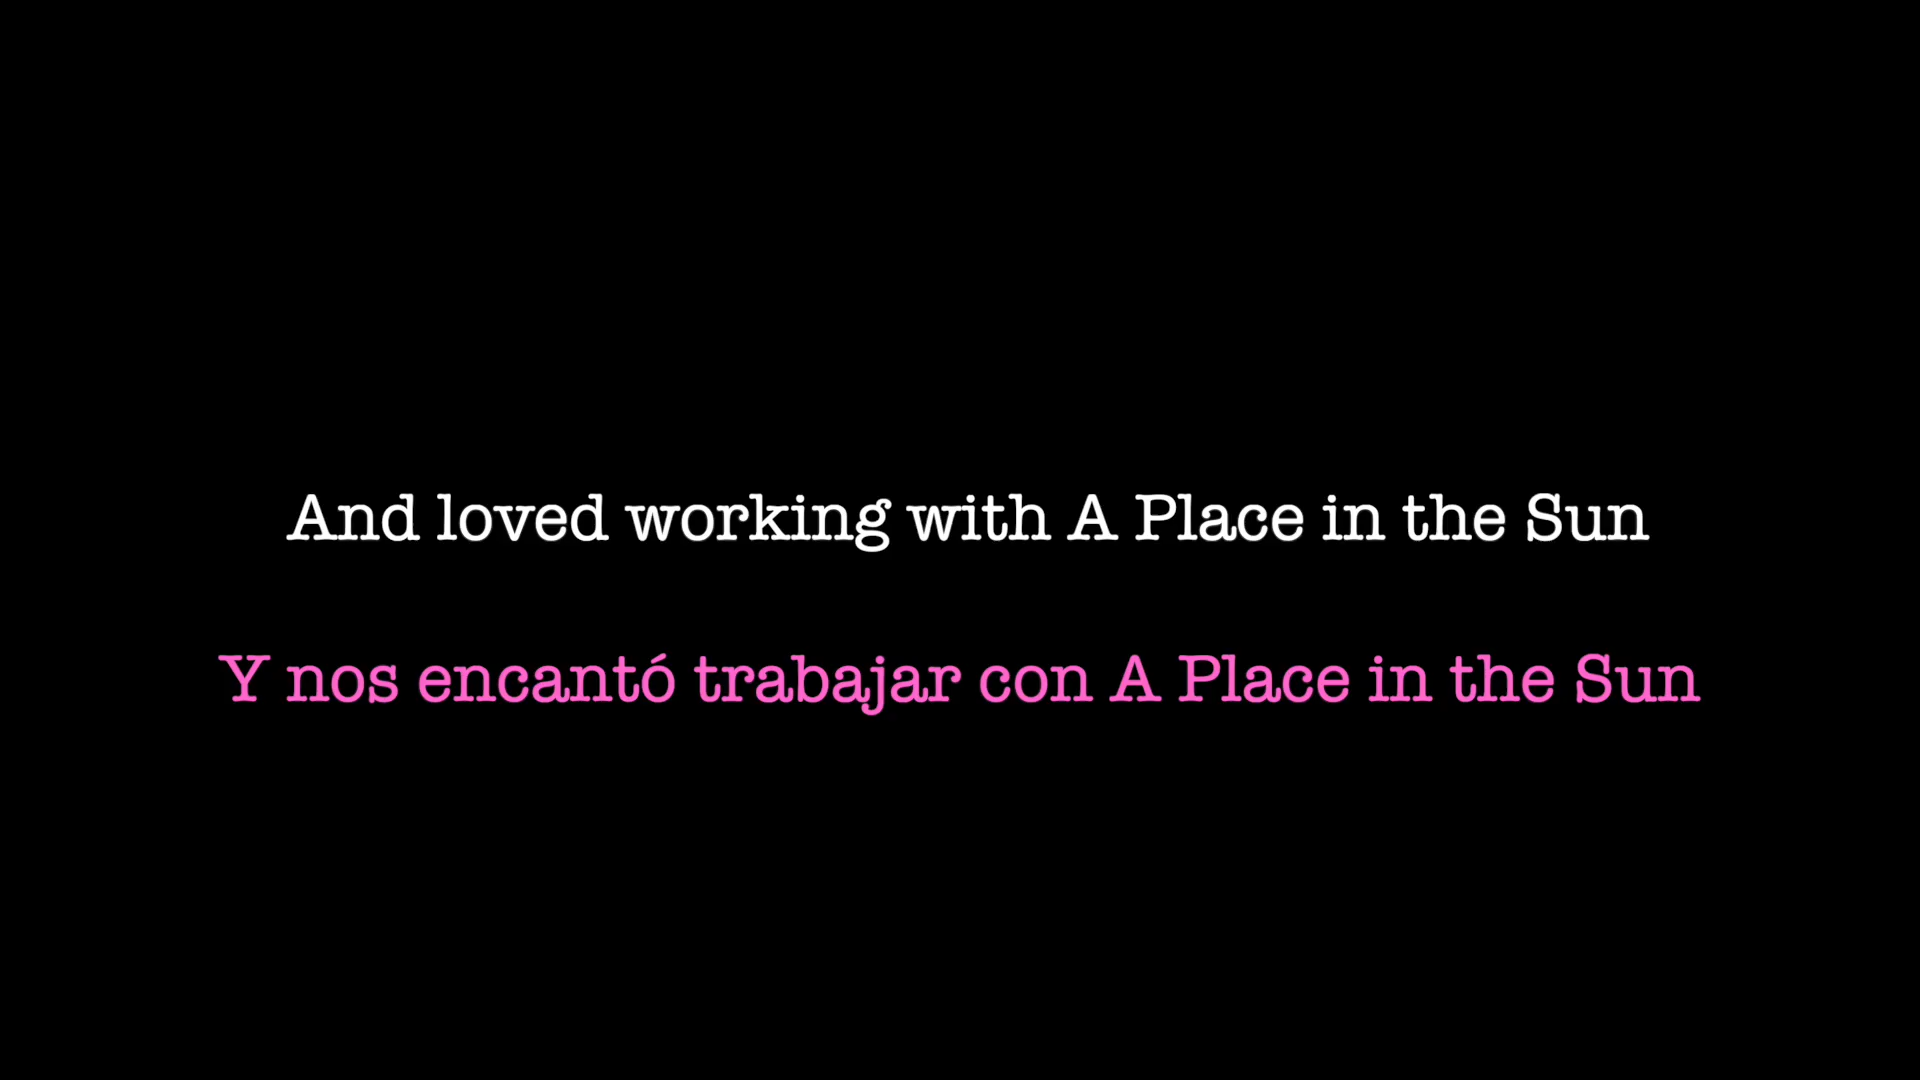 And loved working with A Place in the Sun
Y nos encantó trabajar con A Place in the Sun